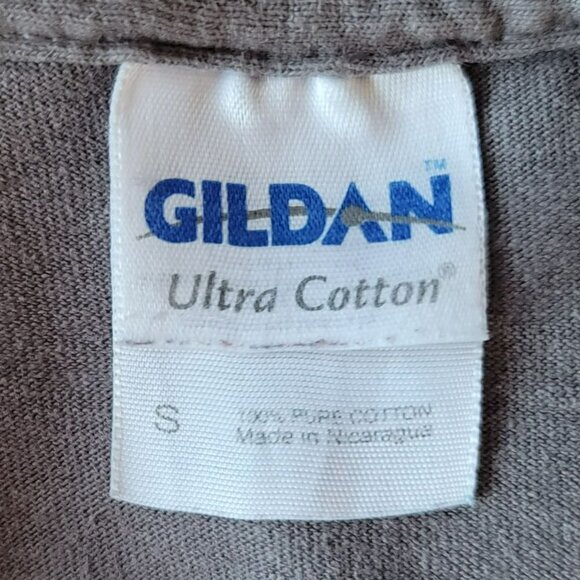 GILDAN™
Ultra Cotton®
S
100% PURE COTTON
Made in Nicaragua